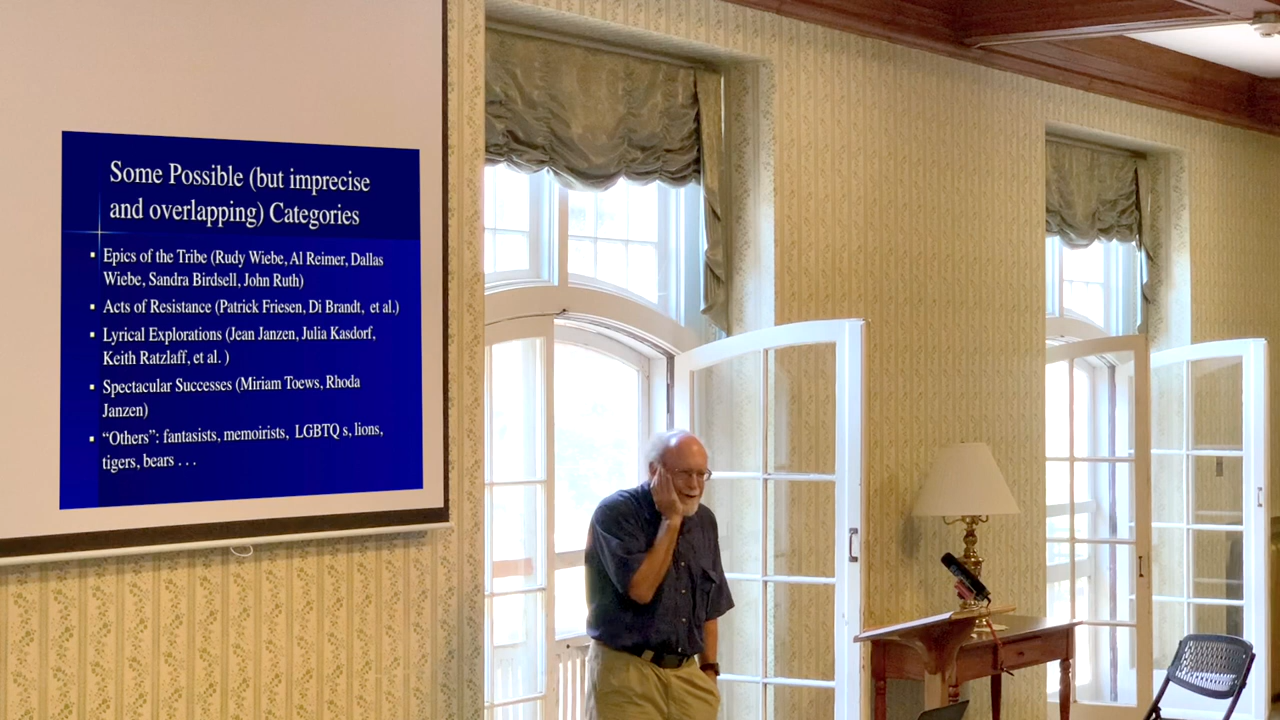 Some Possible (but imprecise
and overlapping) Categories
▪ Epics of the Tribe (Rudy Wiebe, Al Reimer, Dallas
Wiebe, Sandra Birdsell, John Ruth)
▪ Acts of Resistance (Patrick Friesen, Di Brandt, et al.)
▪ Lyrical Explorations (Jean Janzen, Julia Kasdorf,
Keith Ratzlaff, et al. )
▪ Spectacular Successes (Miriam Toews, Rhoda
Janzen)
▪ “Others”: fantasists, memoirists, LGBTQ s, lions,
tigers, bears . . .